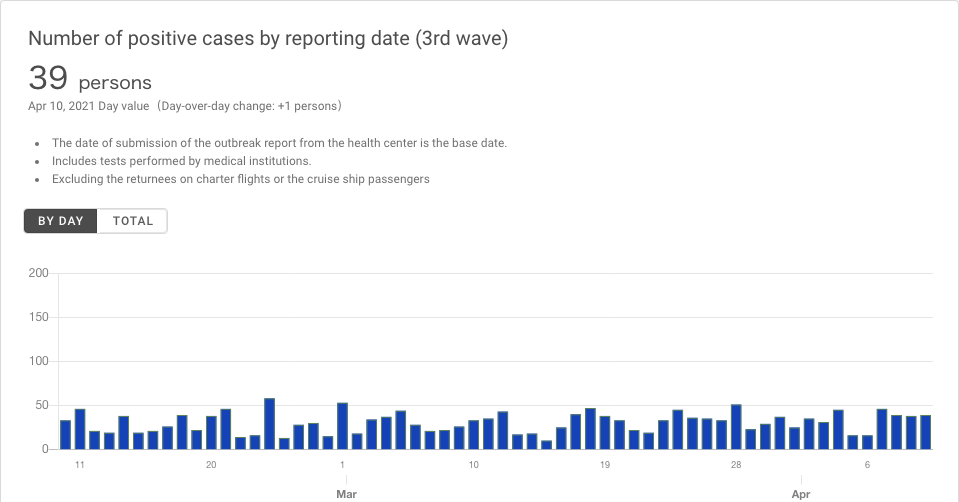 Number of positive cases by reporting date (3rd wave)
39 persons
Apr 10, 2021 Day value（Day-over-day change: +1 persons）
• The date of submission of the outbreak report from the health center is the base date.
• Includes tests performed by medical institutions.
• Excluding the returnees on charter flights or the cruise ship passengers
BY DAY TOTAL
200
150
100
50
0
11 20 1 10 19 28 6
Mar Apr